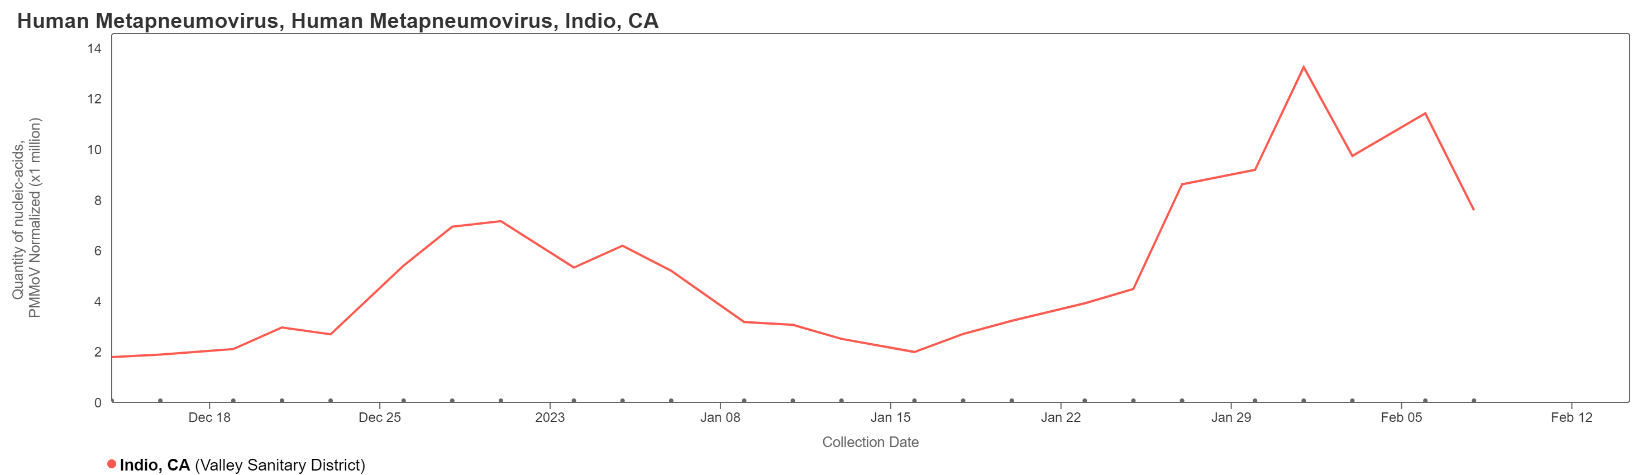 Human Metapneumovirus, Human Metapneumovirus, Indio, CA
14
12
10
8
6
4
2
0
Quantity of nucleic-acids,
PMMoV Normalized (x1 million)
Dec 18 Dec 25 2023 Jan 08 Jan 15 Jan 22 Jan 29 Feb 05 Feb 12
Collection Date
Indio, CA (Valley Sanitary District)